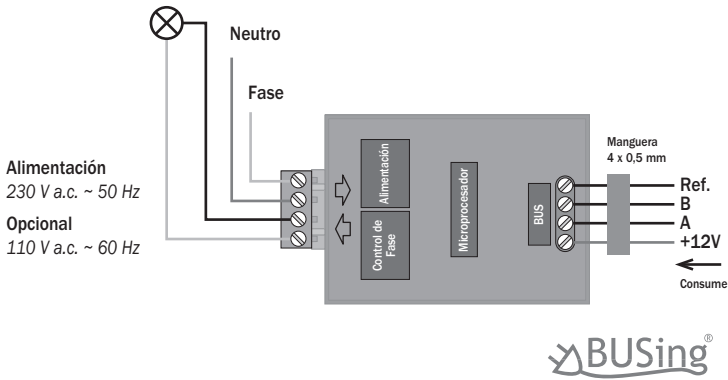 Neutro
Fase
Alimentación
230 V a.c. ~ 50 Hz
Opcional
110 V a.c. ~ 60 Hz
Alimentación
Control de
Fase
Microprocesador
BUS
Manguera
4 x 0,5 mm
Ref.
B
A
+12V
Consume
BUSing®